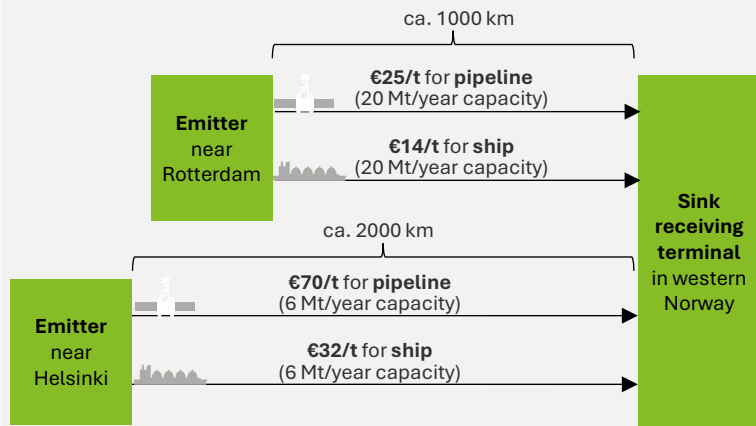 ca. 1000 km
€25/t for pipeline
(20 Mt/year capacity)
Emitter
near
Rotterdam
€14/t for ship
(20 Mt/year capacity)
Sink
receiving
terminal
in western
Norway
ca. 2000 km
€70/t for pipeline
(6 Mt/year capacity)
Emitter
near
Helsinki
€32/t for ship
(6 Mt/year capacity)